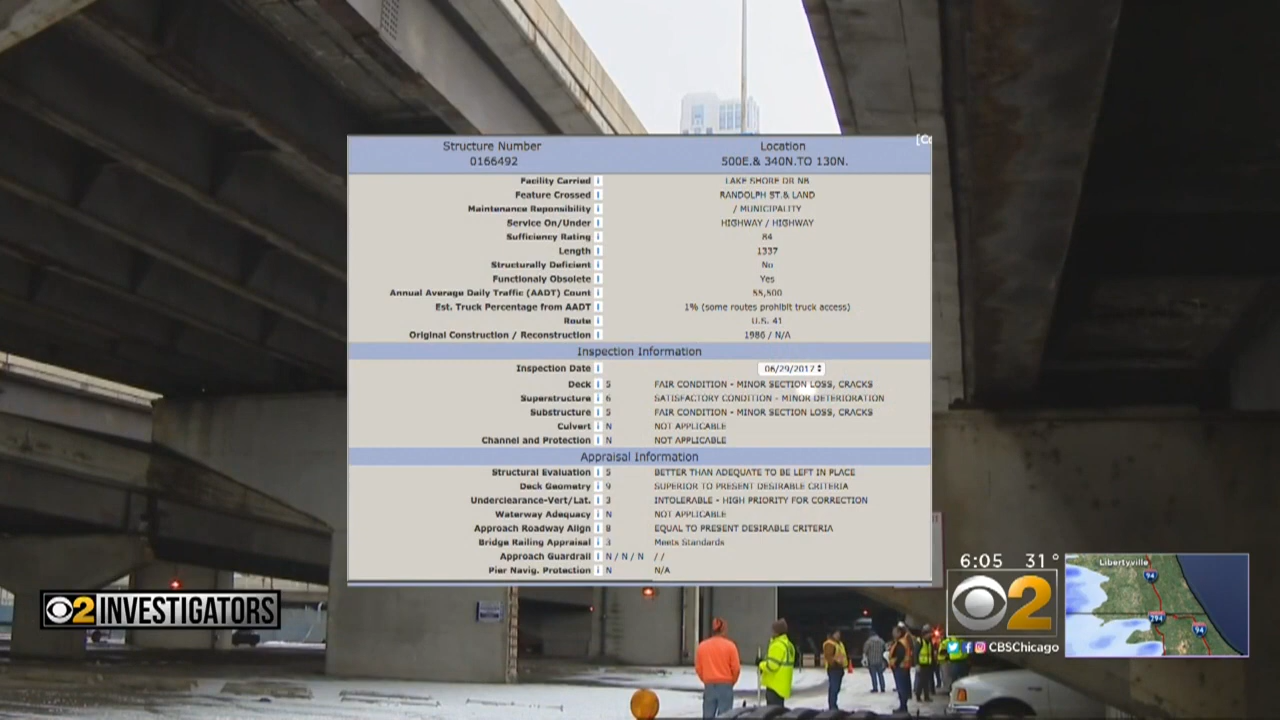 [Co
Structure Number Location
0166492 500E.& 340N.TO 130N.
Facility Carried i LAKE SHORE DR NB
Feature Crossed i RANDOLPH ST.& LAND
Maintenance Reponsibility i / MUNICIPALITY
Service On/Under i HIGHWAY / HIGHWAY
Sufficiency Rating i 84
Length i 1337
Structurally Deficient i No
Functionaly Obsolete i Yes
Annual Average Daily Traffic (AADT) Count i 55,500
Est. Truck Percentage from AADT i 1% (some routes prohibit truck access)
Route i U.S. 41
Original Construction / Reconstruction i 1986 / N/A
Inspection Information
Inspection Date i 06/29/2017
Deck i 5 FAIR CONDITION - MINOR SECTION LOSS, CRACKS
Superstructure i 6 SATISFACTORY CONDITION - MINOR DETERIORATION
Substructure i 5 FAIR CONDITION - MINOR SECTION LOSS, CRACKS
Culvert i N NOT APPLICABLE
Channel and Protection i N NOT APPLICABLE
Appraisal Information
Structural Evaluation i 5 BETTER THAN ADEQUATE TO BE LEFT IN PLACE
Deck Geometry i 9 SUPERIOR TO PRESENT DESIRABLE CRITERIA
Underclearance-Vert/Lat. i 3 INTOLERABLE - HIGH PRIORITY FOR CORRECTION
Waterway Adequacy i N NOT APPLICABLE
Approach Roadway Align i 8 EQUAL TO PRESENT DESIRABLE CRITERIA
Bridge Railing Appraisal i 3 Meets Standards
Approach Guardrail i N / N / N / /
Pier Navig. Protection i N N/A
2 INVESTIGATORS
6:05 31°
2
CBSChicago
Libertyville
94
294
94